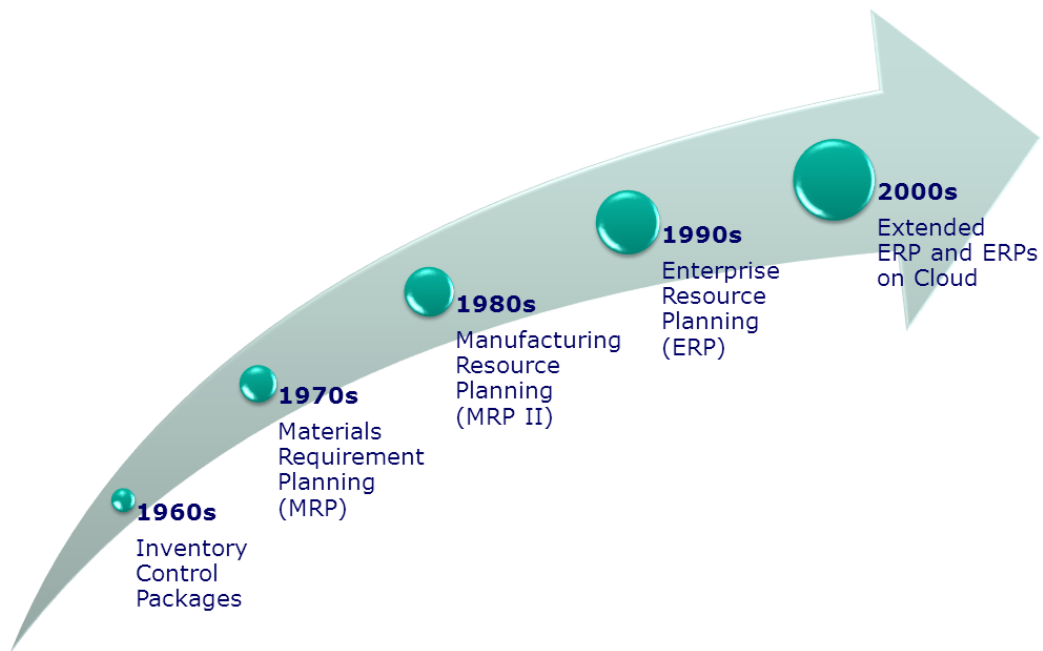 1960s
Inventory
Control
Packages
1970s
Materials
Requirement
Planning
(MRP)
1980s
Manufacturing
Resource
Planning
(MRP II)
1990s
Enterprise
Resource
Planning
(ERP)
2000s
Extended
ERP and ERPs
on Cloud